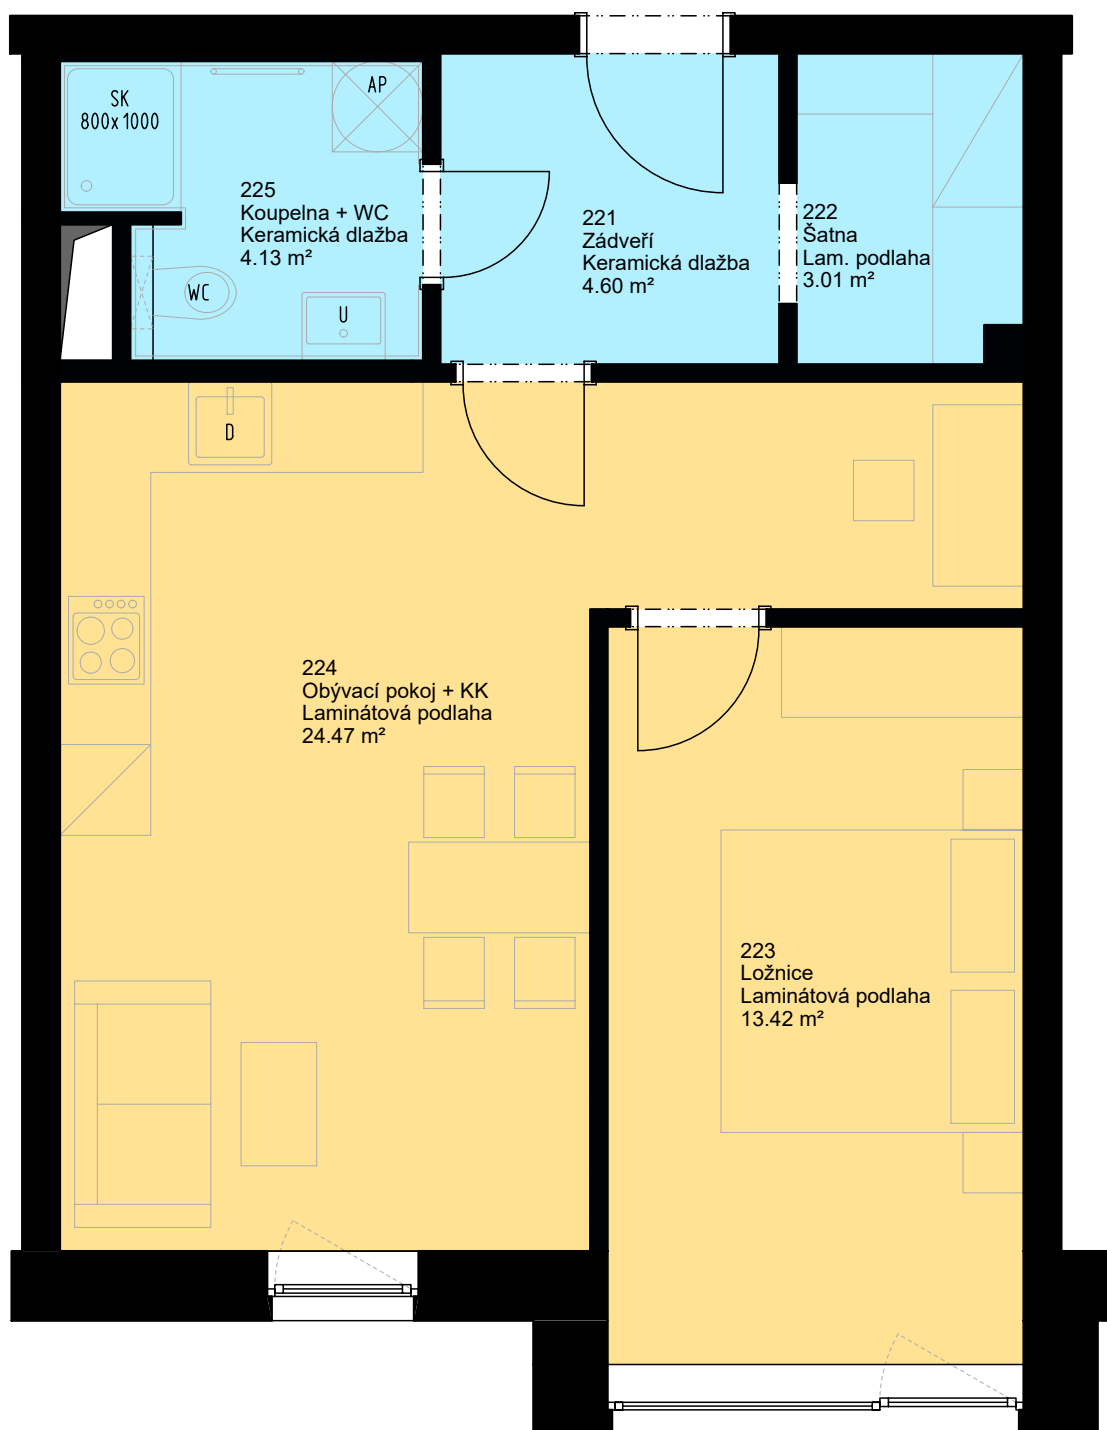 SK
800x1000
AP
225
Koupelna + WC
Keramická dlažba
4.13 m²
WC
U
221
Zádveří
Keramická dlažba
4.60 m²
222
Šatna
Lam. podlaha
3.01 m²
D
224
Obývací pokoj + KK
Laminátová podlaha
24.47 m²
223
Ložnice
Laminátová podlaha
13.42 m²